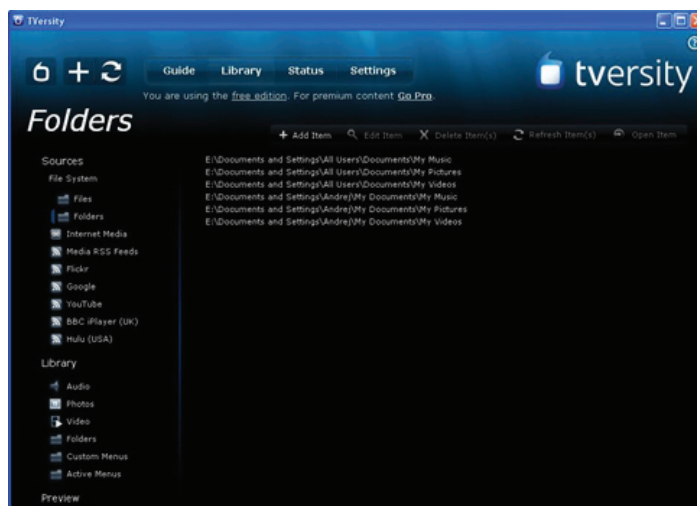 TVersity
Guide Library Status Settings
tversity
You are using the free edition. For premium content Go Pro.
Folders
Add Item Edit Item Delete Item(s) Refresh Item(s) Open Item
Sources
File System
Files
Folders
Internet Media
Media RSS Feeds
Flickr
Google
YouTube
BBC iPlayer (UK)
Hulu (USA)
Library
Audio
Photos
Video
Folders
Custom Menus
Active Menus
Preview
E:\Documents and Settings\All Users\Documents\My Music
E:\Documents and Settings\All Users\Documents\My Pictures
E:\Documents and Settings\All Users\Documents\My Videos
E:\Documents and Settings\Andrej\My Documents\My Music
E:\Documents and Settings\Andrej\My Documents\My Pictures
E:\Documents and Settings\Andrej\My Documents\My Videos